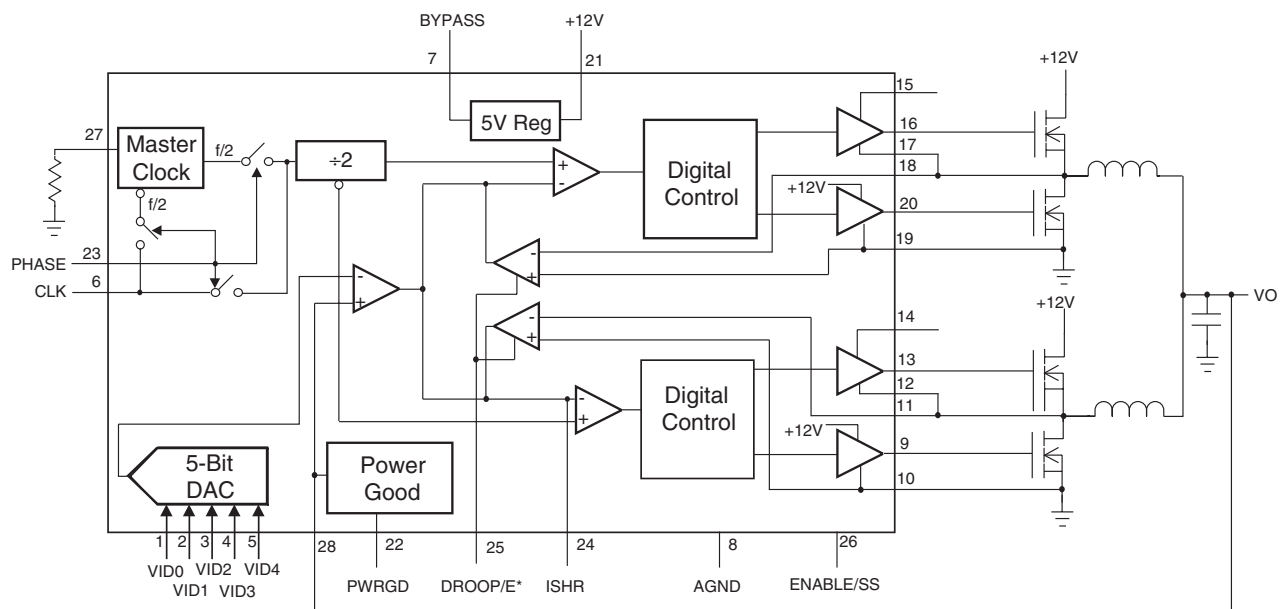 BYPASS +12V
7 21
+12V
15
5V Reg
27
Master Clock
f/2
÷2
+
-
Digital Control
16
17
18
+12V
20
f/2
23
PHASE
19
-
+
6
CLK
-
+
VO
14
+12V
-
+
13
12
Digital Control
11
-
+
+12V
9
5-Bit DAC
Power Good
10
1 2 3 4 5 28 22 25 24 8 26
VID0 VID2 VID4
VID1 VID3
PWRGD DROOP/E* ISHR AGND ENABLE/SS